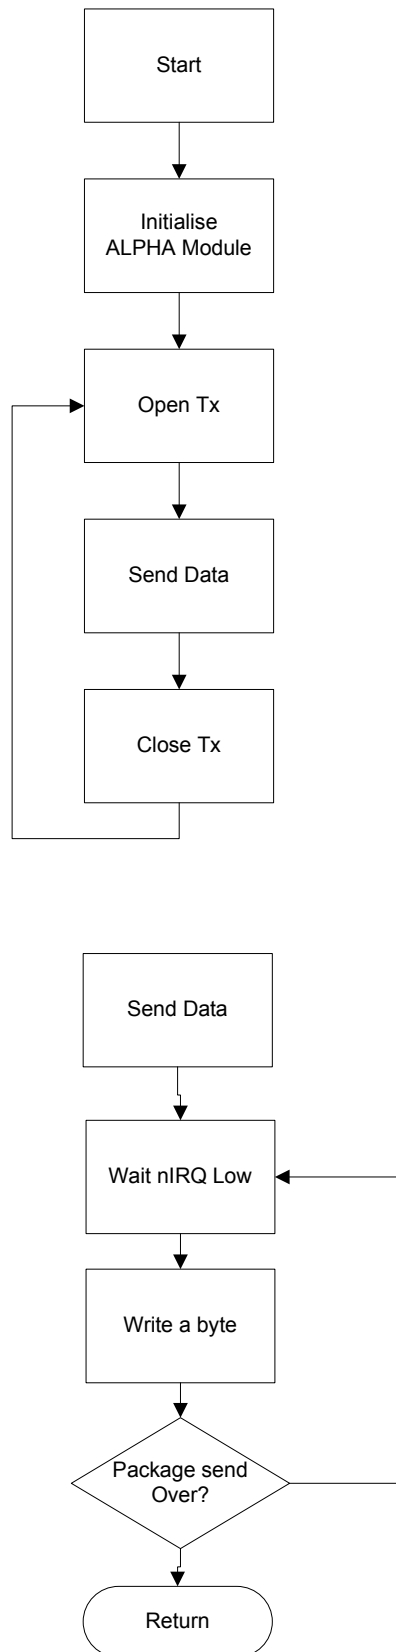 Start
Initialise
ALPHA Module
Open Tx
Send Data
Close Tx
Send Data
Wait nIRQ Low
Write a byte
Package send
Over?
Return